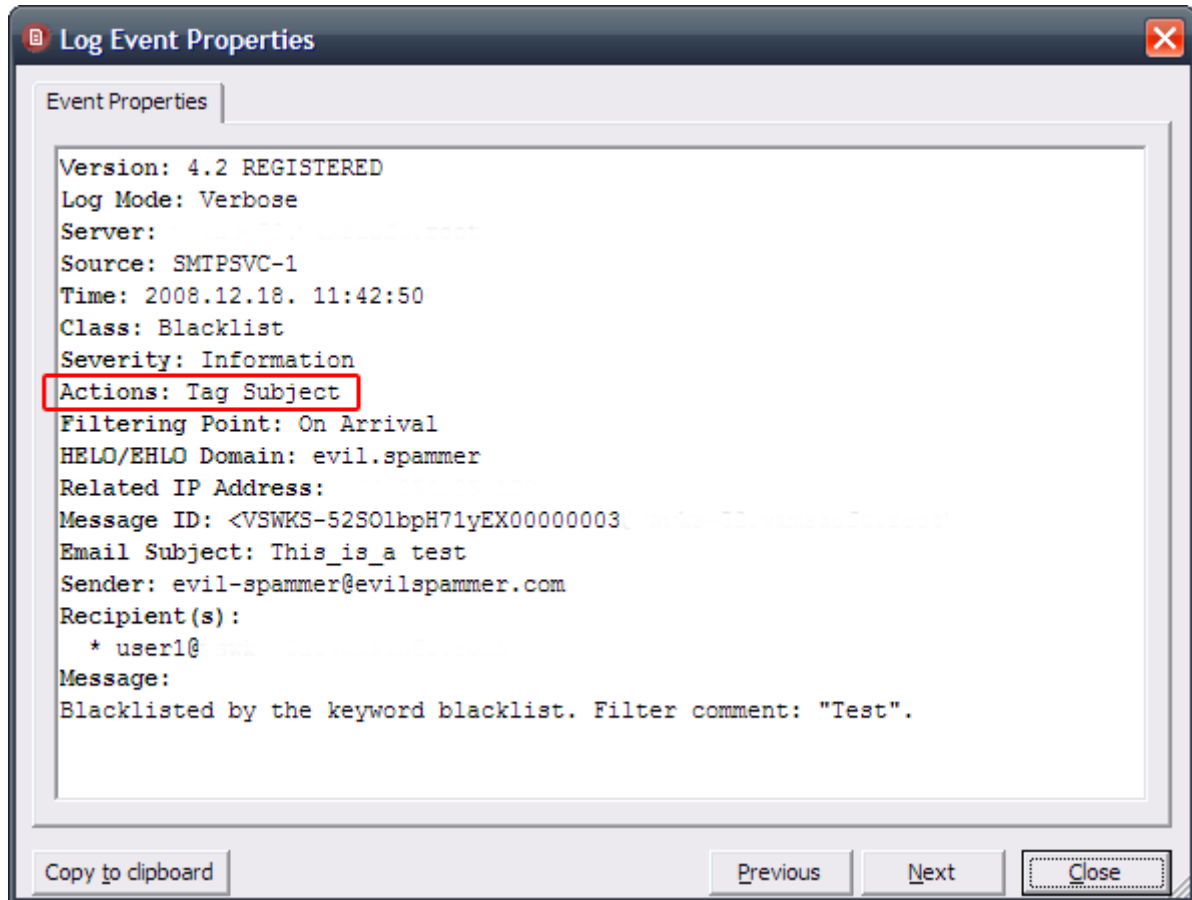 Log Event Properties
Event Properties
Version: 4.2 REGISTERED
Log Mode: Verbose
Server:
Source: SMTPSVC-1
Time: 2008.12.18. 11:42:50
Class: Blacklist
Severity: Information
Actions: Tag Subject
Filtering Point: On Arrival
HELO/EHLO Domain: evil.spammer
Related IP Address:
Message ID: <VSWKS-52SOlbpH71yEX00000003
Email Subject: This_is_a test
Sender: evil-spammer@evilspammer.com
Recipient(s):
* user1@
Message:
Blacklisted by the keyword blacklist. Filter comment: "Test".
Copy to clipboard Previous Next Close